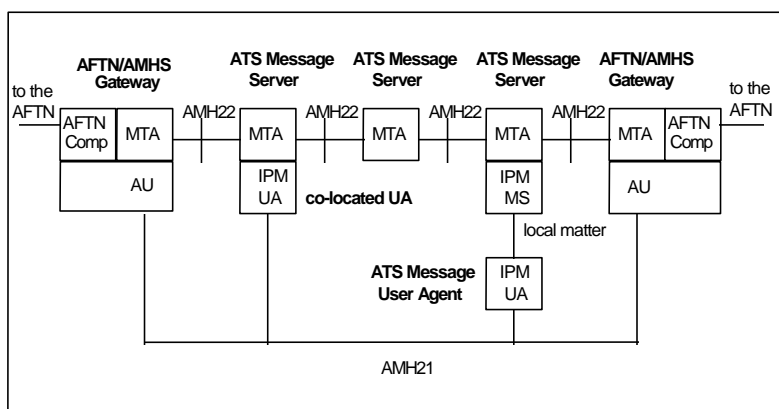 AFTN/AMHS
Gateway
ATS Message
Server
ATS Message
Server
ATS Message
Server
AFTN/AMHS
Gateway
to the
AFTN
to the
AFTN
AMH22
AMH22
AMH22
AMH22
AFTN
Comp
MTA
MTA
MTA
MTA
MTA
AFTN
Comp
AU
IPM
UA
co-located UA
IPM
MS
AU
local matter
ATS Message
User Agent
IPM
UA
AMH21